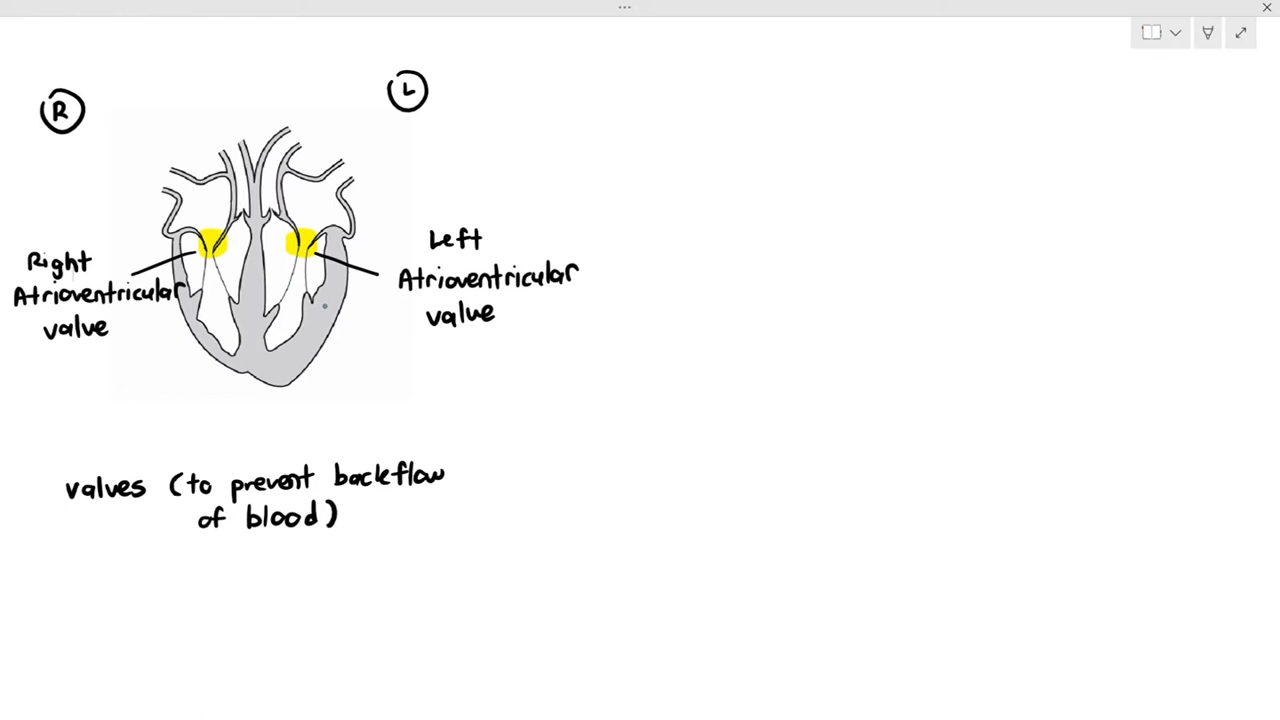 R
L
Right
Atrioventricular
valve
Left
Atrioventricular
valve
valves (to prevent backflow
of blood)